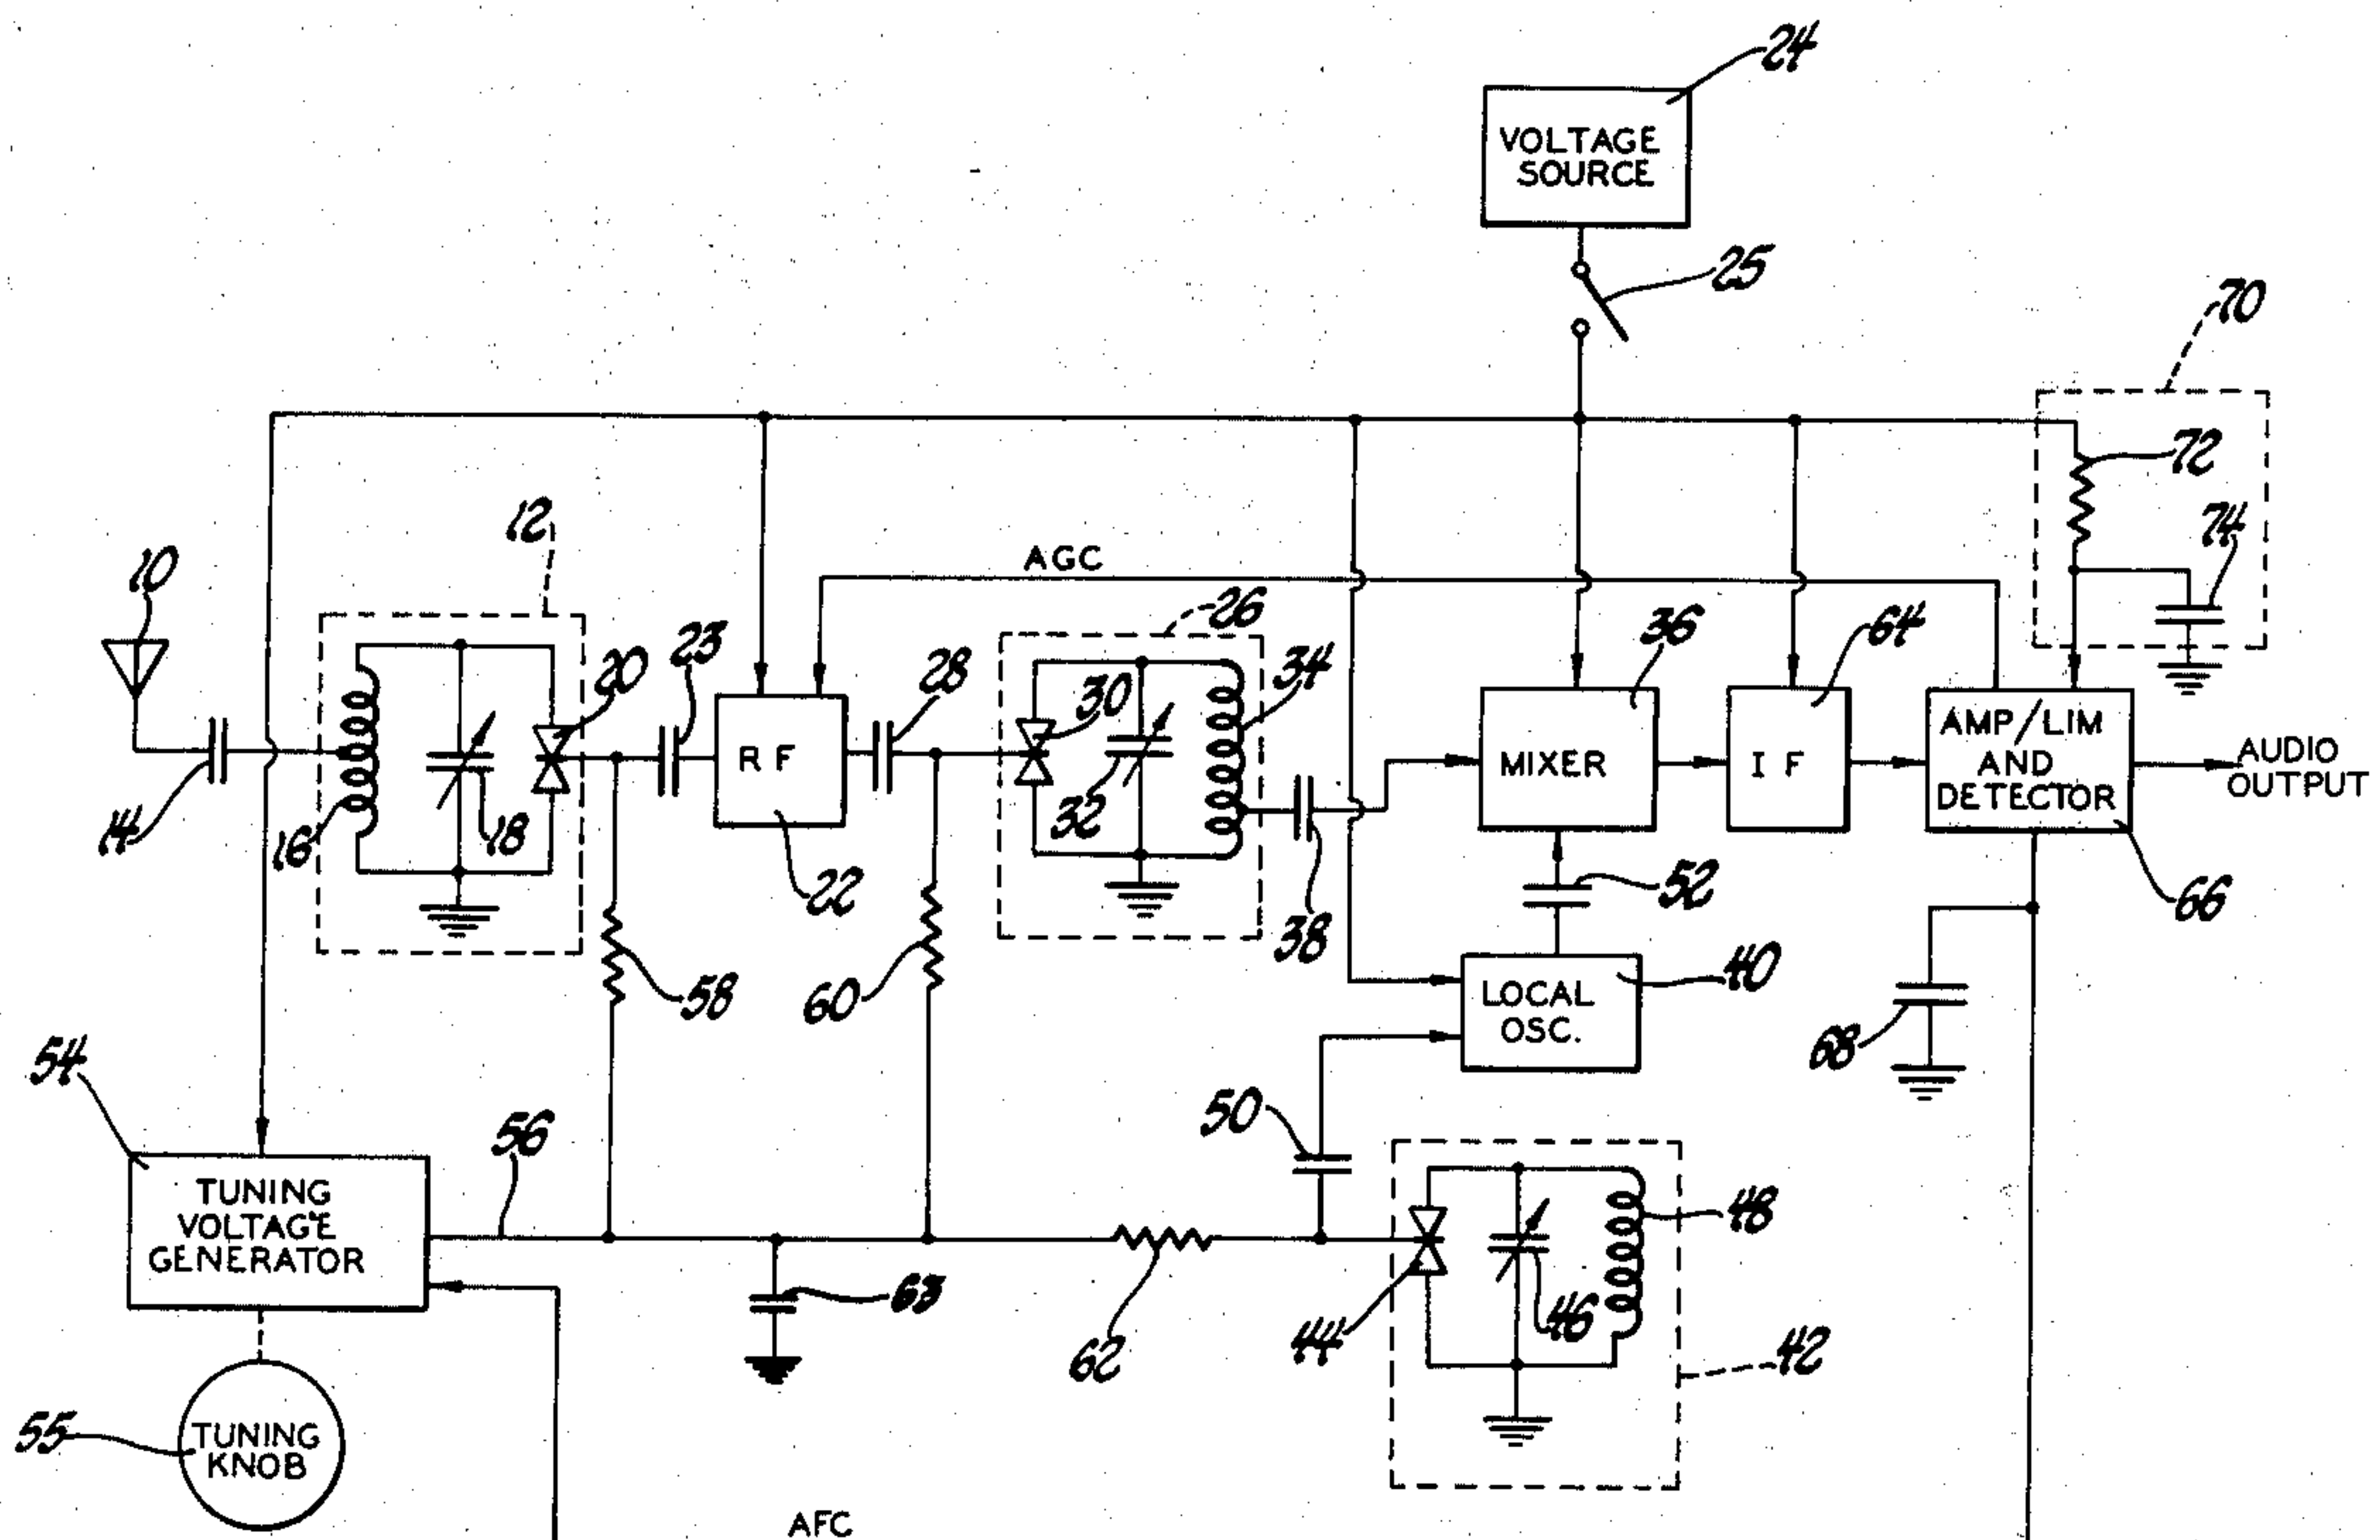 24
VOLTAGE
SOURCE
25
70
72
12
74
10
AGC
26
36
64
20
23
28
30
34
RF
MIXER
IF
AMP/LIM
AND
DETECTOR
AUDIO
OUTPUT
14
16
18
22
32
38
52
66
58
60
LOCAL
OSC.
40
68
54
56
50
TUNING
VOLTAGE
GENERATOR
48
63
62
44
46
42
55
TUNING
KNOB
AFC